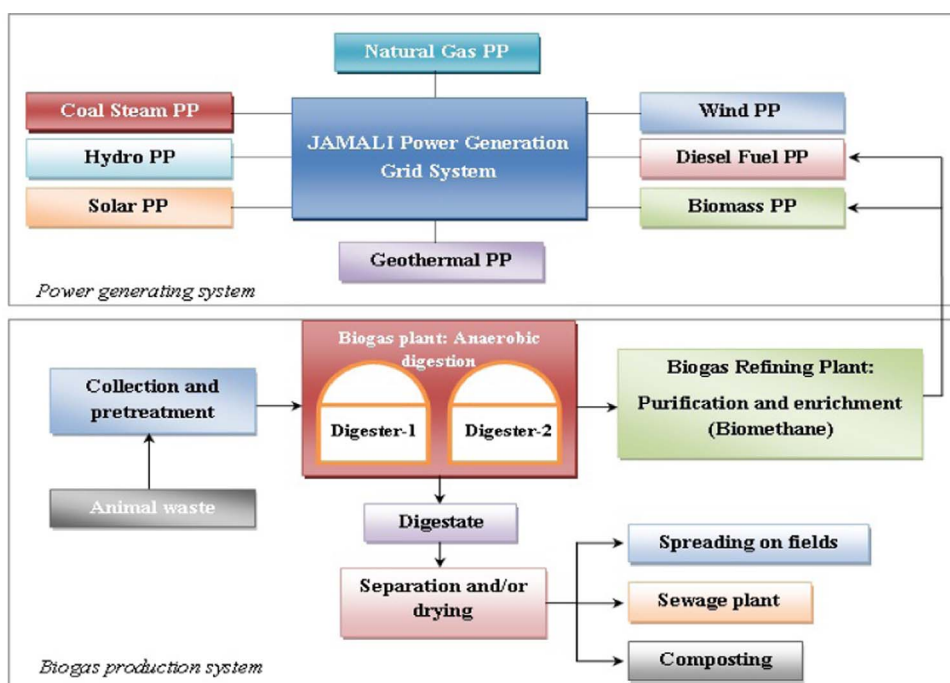 Natural Gas PP
Coal Steam PP
Hydro PP
Solar PP
JAMALI Power Generation
Grid System
Wind PP
Diesel Fuel PP
Biomass PP
Geothermal PP
Power generating system
Biogas plant: Anaerobic
digestion
Digester-1
Digester-2
Collection and
pretreatment
Animal waste
Biogas Refining Plant:
Purification and enrichment
(Biomethane)
Digestate
Separation and/or
drying
Spreading on fields
Sewage plant
Composting
Biogas production system